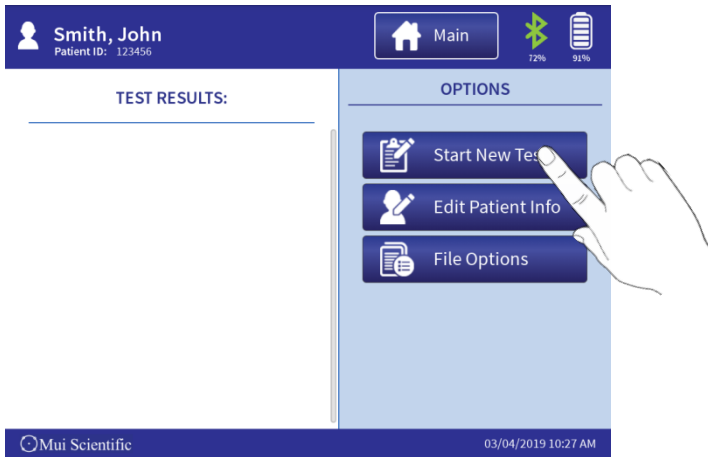 Smith, John
Patient ID: 123456
Main
72%
91%
TEST RESULTS:
OPTIONS
Start New Tes
Edit Patient Info
File Options
Mui Scientific
03/04/2019 10:27 AM